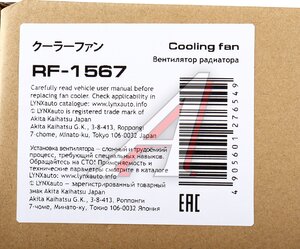 クーラーファン
Cooling fan
Вентилятор радиатора
RF-1567
Carefully read vehicle user manual before
replacing fan cooler. Check applicability in
LYNXauto catalogue: www.lynxauto.info
© LYNXauto is registered trade mark of
Akita Kaihatsu Japan
Akita Kaihatsu G.K., 3-8-413, Roppongi
7-chome, Minato-ku, Tokyo 106-0032
Japan
Установка вентилятора – сложный и трудоемкий
процесс, требующий специальных навыков.
Обращайтесь на СТО! Применяемость и
технические параметры смотрите в каталоге
LYNXauto: www.lynxauto.info
© LYNXauto – зарегистрированный товарный
знак Akita Kaihatsu Japan
Akita Kaihatsu G.K., 3-8-413, Роппонги
7-чоме, Минато-ку, Токио 106-0032 Япония
4 905601 276549
EAC